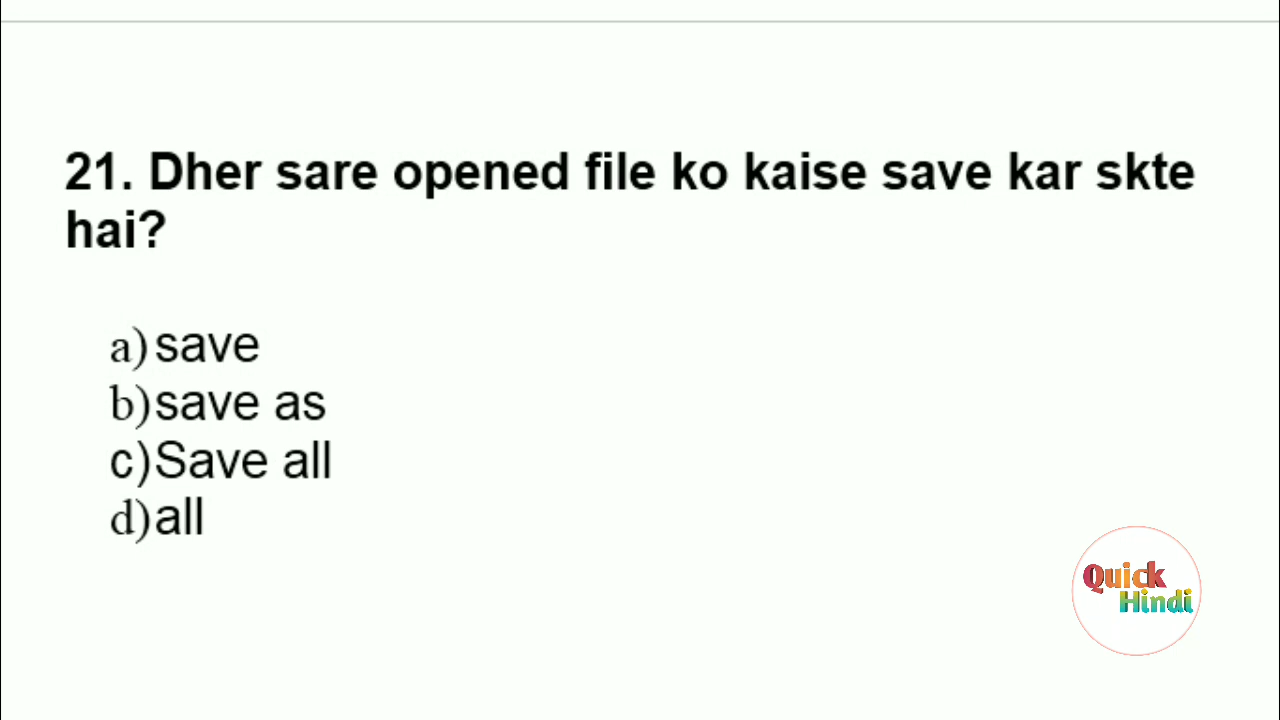 21. Dher sare opened file ko kaise save kar skte
hai?
a) save
b) save as
c) Save all
d) all
Quick
Hindi